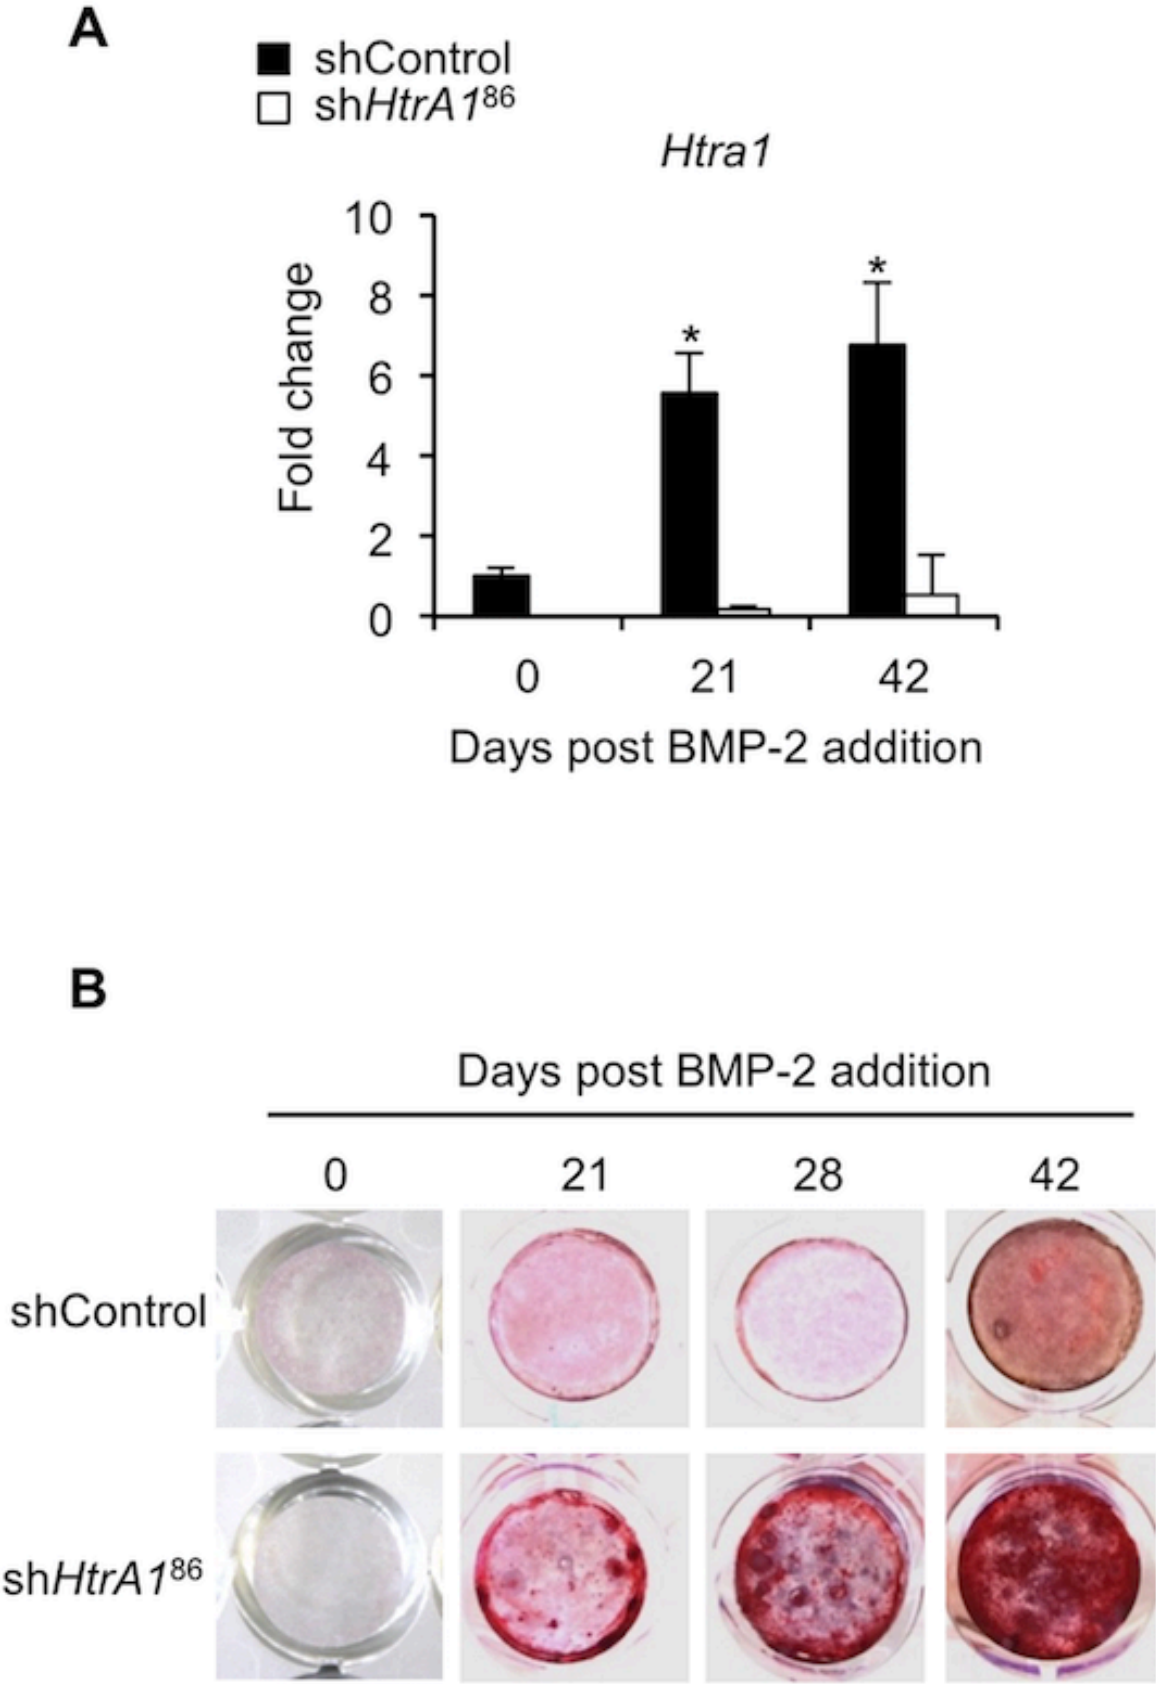 A
shControl
shHtrA1⁸⁶
Htra1
10
8
6
4
2
0
Fold change
*
*
0 21 42
Days post BMP-2 addition
B
Days post BMP-2 addition
0 21 28 42
shControl
shHtrA1⁸⁶